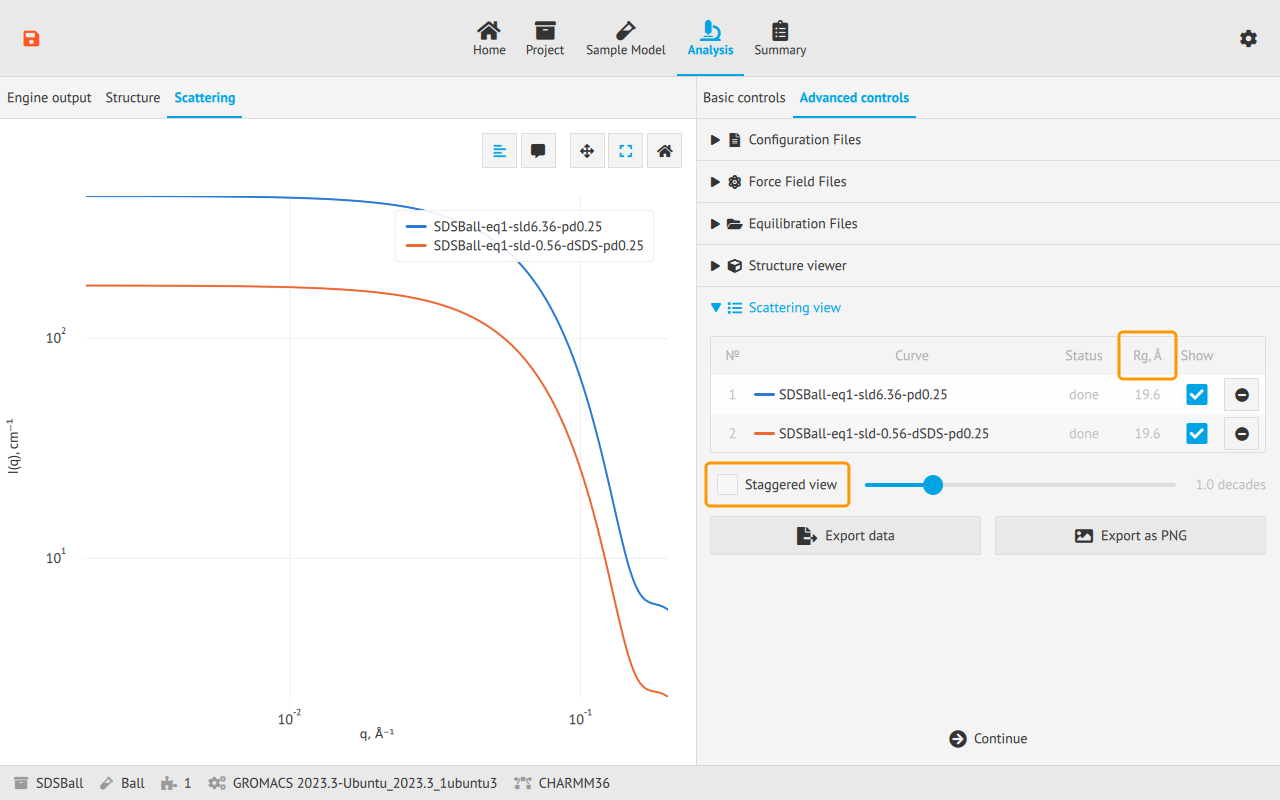 Home Project Sample Model Analysis Summary
Engine output Structure Scattering
Basic controls Advanced controls
SDSBall-eq1-sld6.36-pd0.25
SDSBall-eq1-sld-0.56-dSDS-pd0.25
10²
10¹
I(q), cm⁻¹
10⁻² 10⁻¹
q, Å⁻¹
Configuration Files
Force Field Files
Equilibration Files
Structure viewer
Scattering view
Nº Curve Status Rg, Å Show
1 SDSBall-eq1-sld6.36-pd0.25 done 19.6
2 SDSBall-eq1-sld-0.56-dSDS-pd0.25 done 19.6
Staggered view 1.0 decades
Export data Export as PNG
Continue
SDSBall Ball 1 GROMACS 2023.3-Ubuntu_2023.3_1ubuntu3 CHARMM36